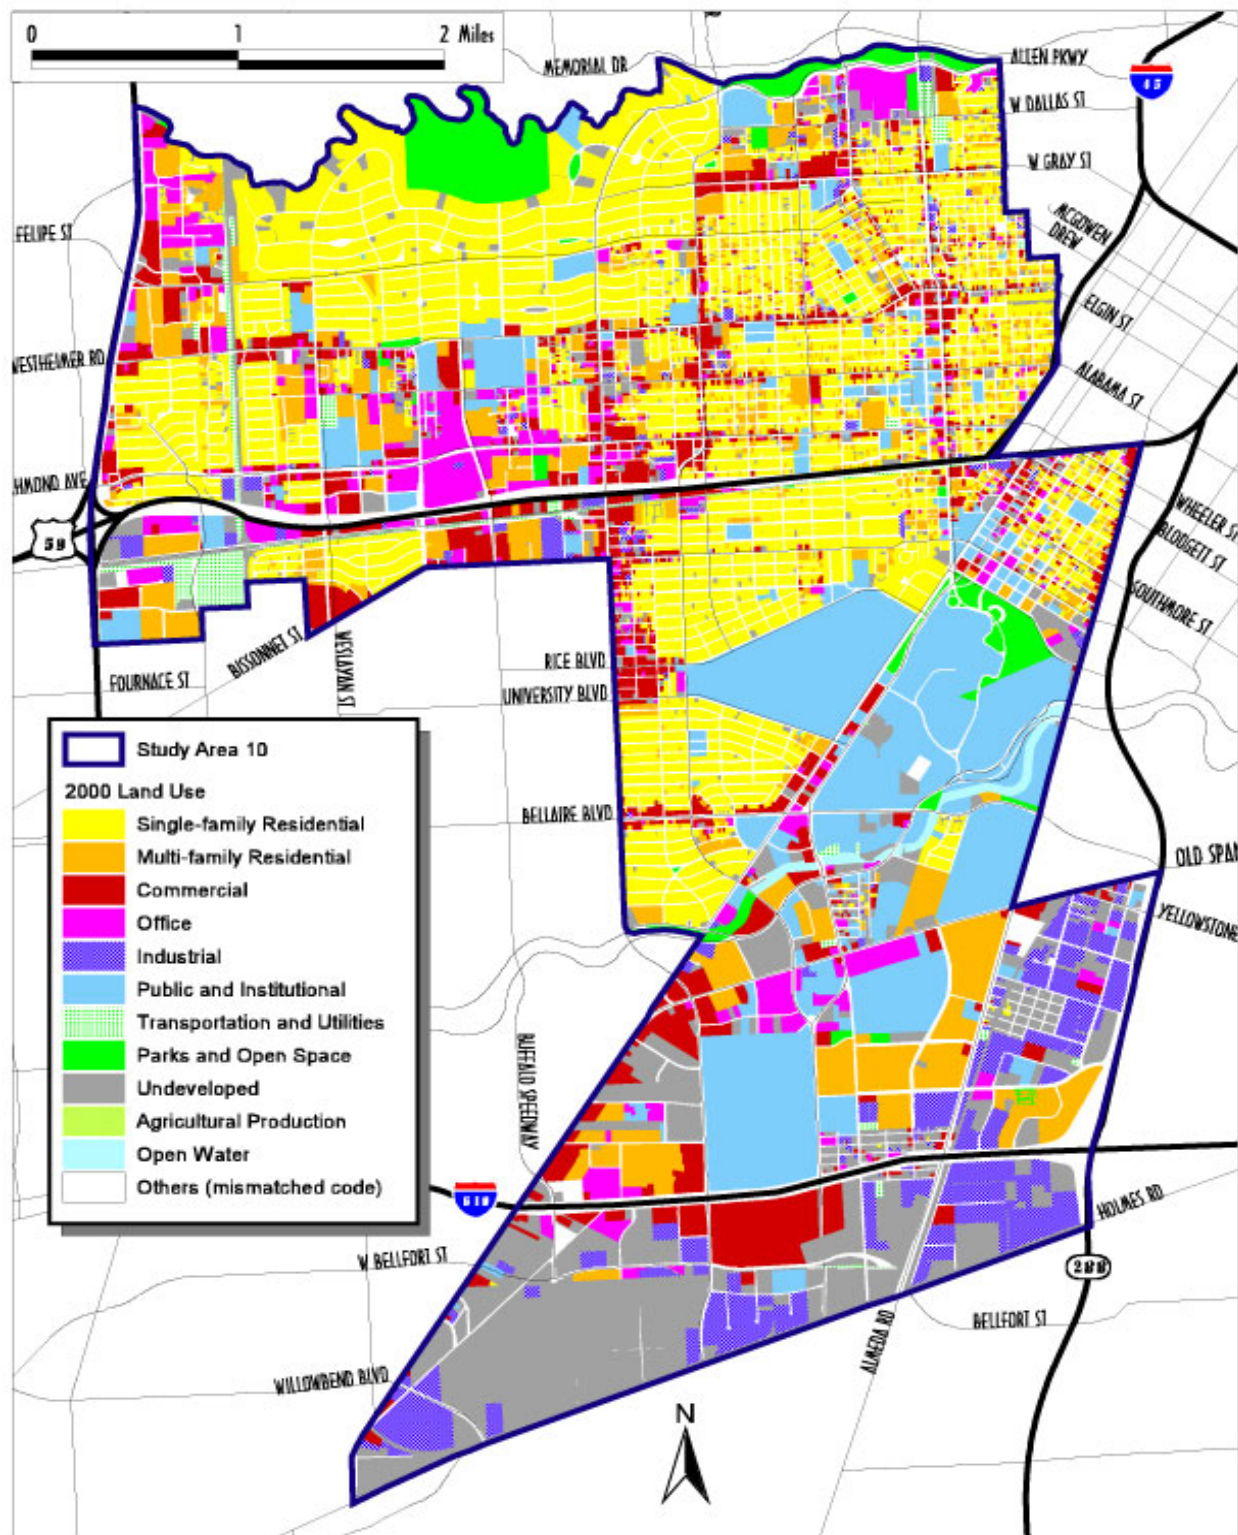 0 1 2 Miles
MEMORIAL DR
ALLEN PKWY
45
W DALLAS ST
W GRAY ST
MCGOWEN
DREW
FELIPE ST
ELGIN ST
WESTHEIMER RD
ALABAMA ST
HMOND AVE
59
WHEELER ST
BLODGETT ST
SOUTHMORE ST
BISSONNET ST
WESLAYAN ST
RICE BLVD
FOURNACE ST
UNIVERSITY BLVD
Study Area 10
2000 Land Use
Single-family Residential
Multi-family Residential
Commercial
Office
Industrial
Public and Institutional
Transportation and Utilities
Parks and Open Space
Undeveloped
Agricultural Production
Open Water
Others (mismatched code)
BELLAIRE BLVD
OLD SPAN
YELLOWSTONE
BUFFALO SPEEDWAY
610
HOLMES RD
W BELLFORT ST
288
BELLFORT ST
ALMEDA RD
WILLOWBEND BLVD
N